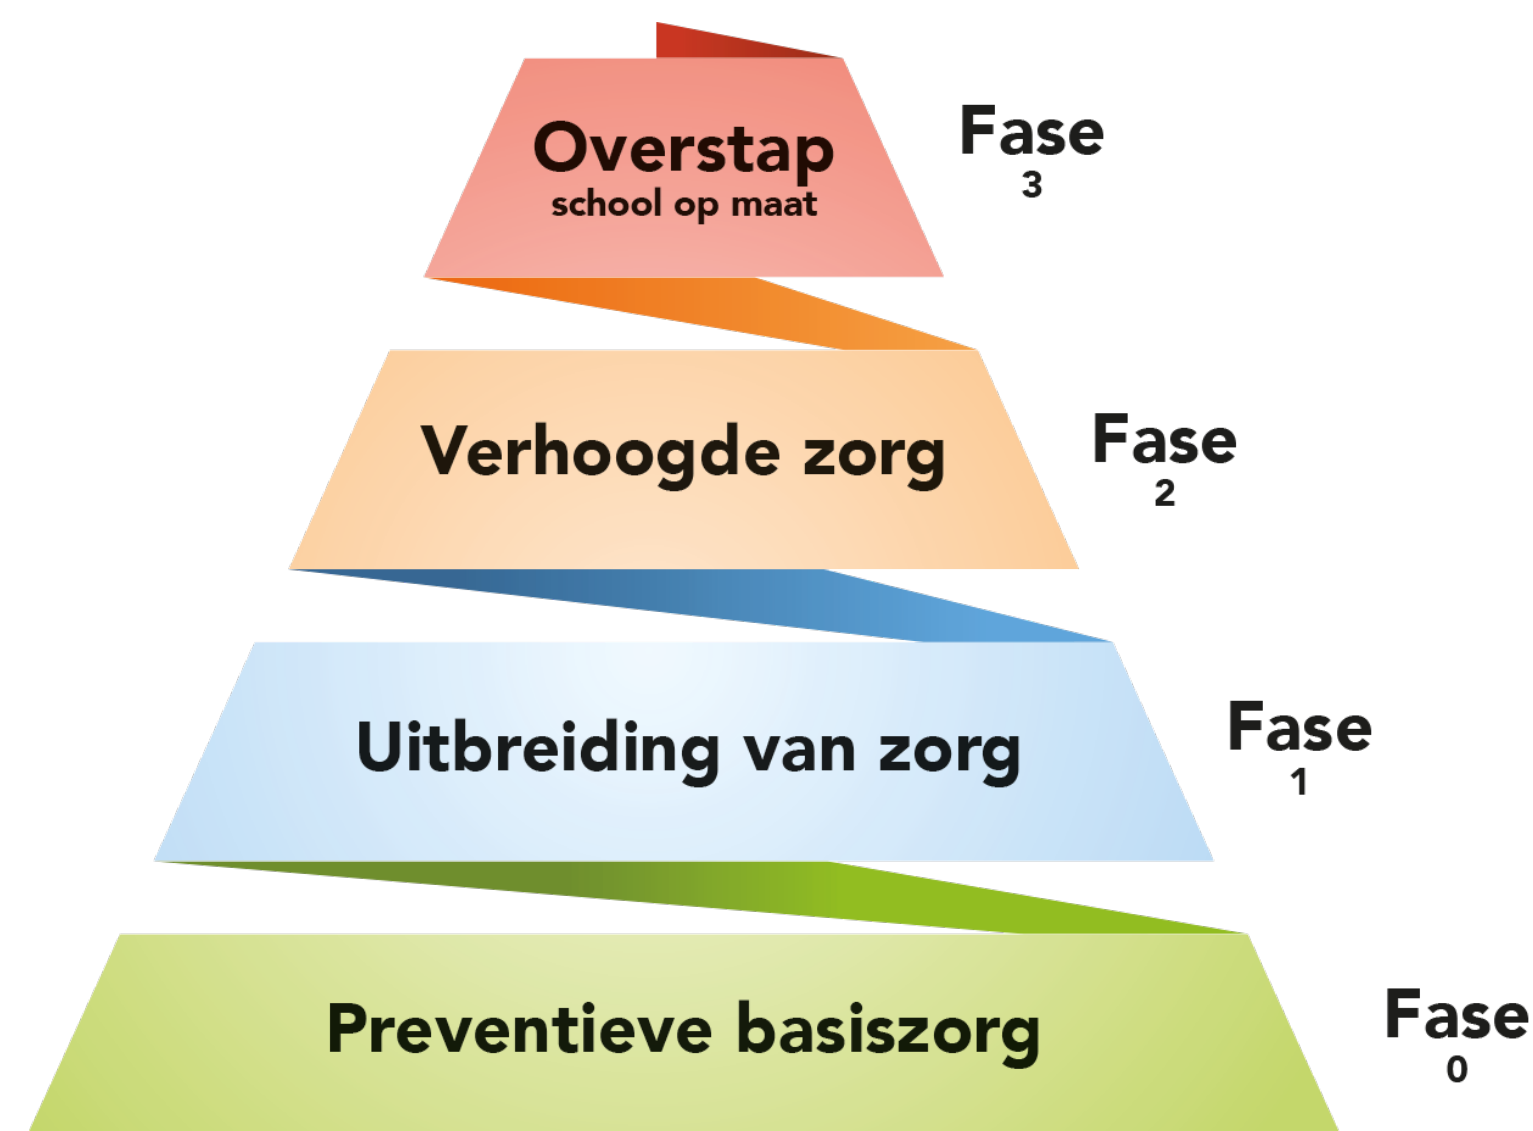 Overstap
school op maat
Fase
3
Verhoogde zorg
Fase
2
Uitbreiding van zorg
Fase
1
Preventieve basiszorg
Fase
0